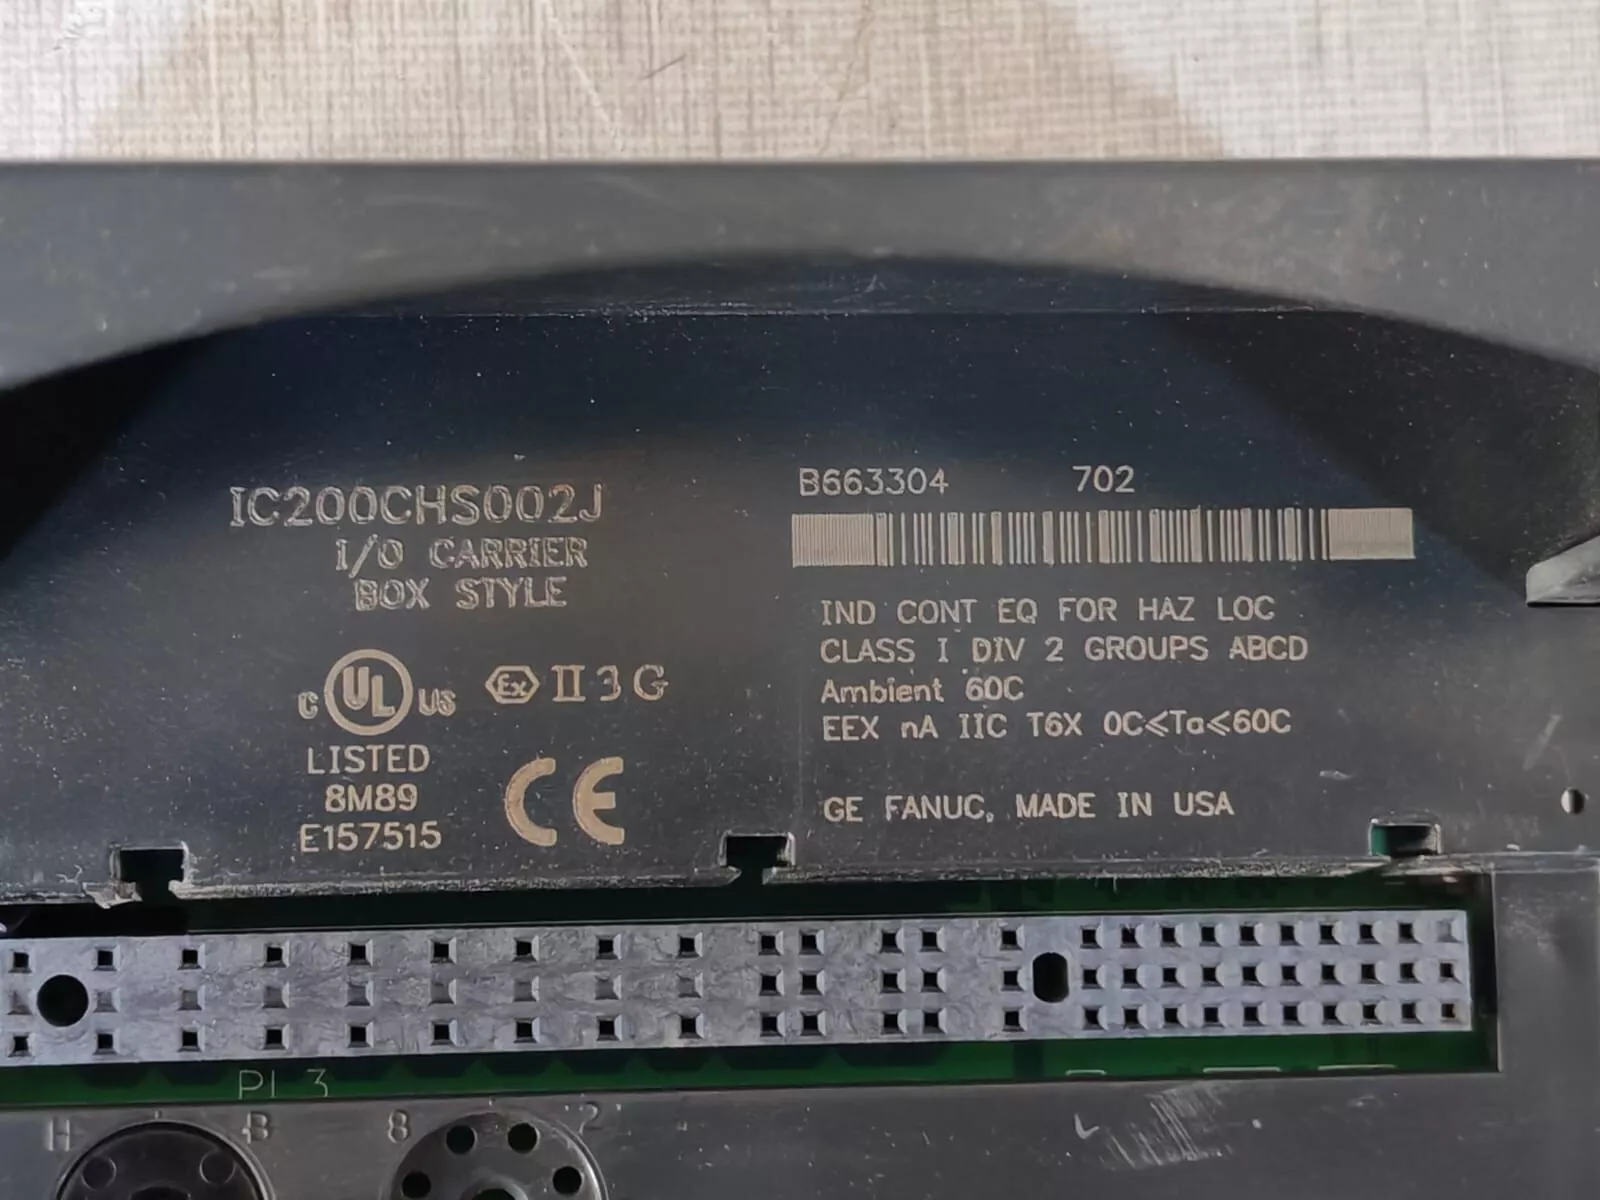 IC200CHS002J
I/O CARRIER
BOX STYLE
C UL US
Ex II 3 G
LISTED
8M89
E157515
CE
B663304 702
IND CONT EQ FOR HAZ LOC
CLASS I DIV 2 GROUPS ABCD
Ambient 60C
EEX nA IIC T6X 0C≤Ta≤60C
GE FANUC, MADE IN USA
PL3
H B 8 2